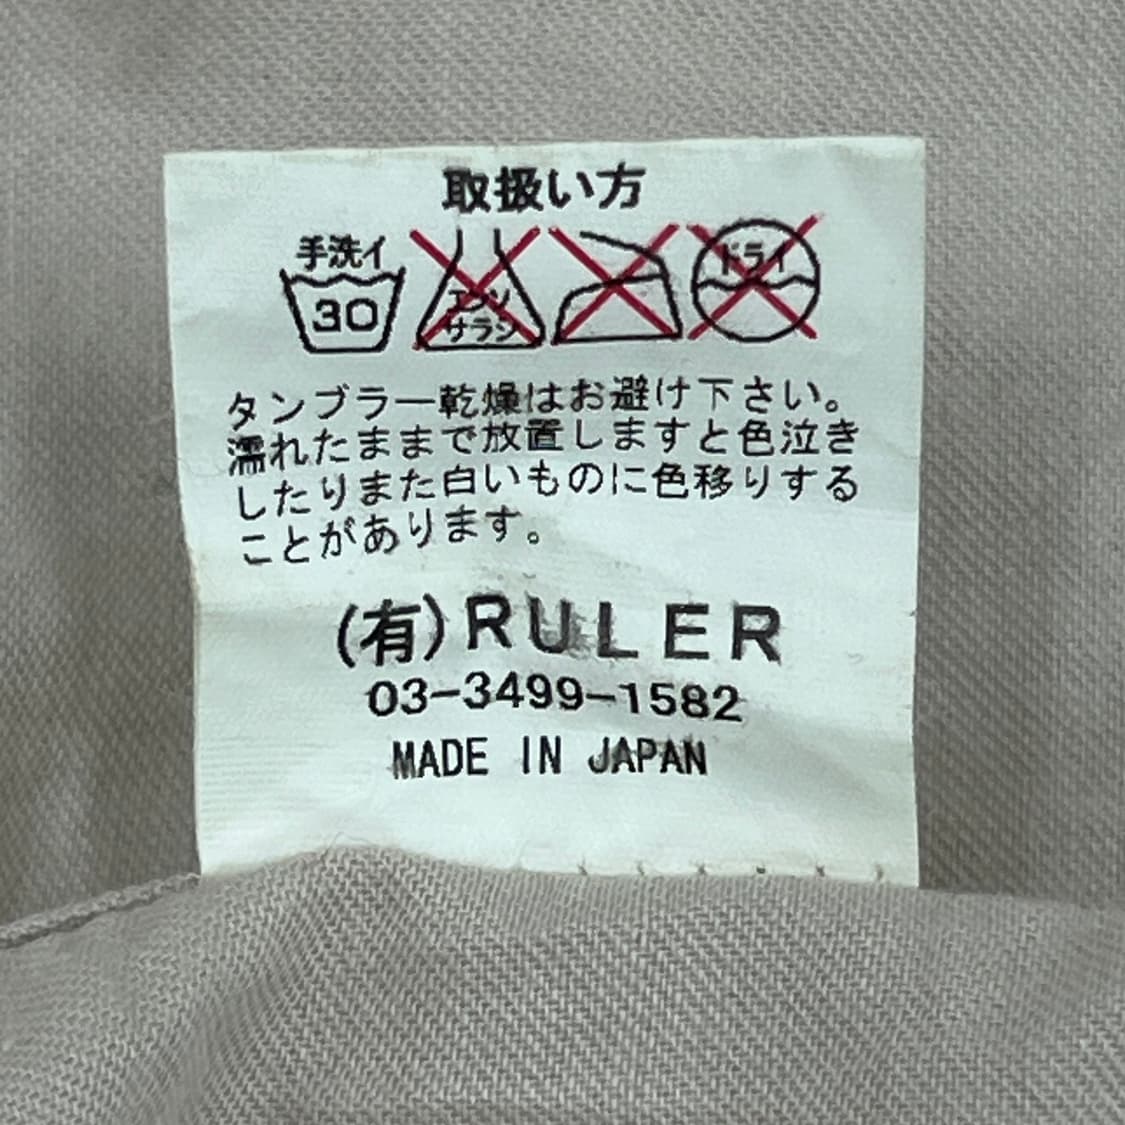 取扱い方
手洗イ
30
エンソ
サラシ
ドライ
タンブラー乾燥はお避け下さい。
濡れたままで放置しますと色泣き
したりまた白いものに色移りする
ことがあります。
(有)RULER
03-3499-1582
MADE IN JAPAN